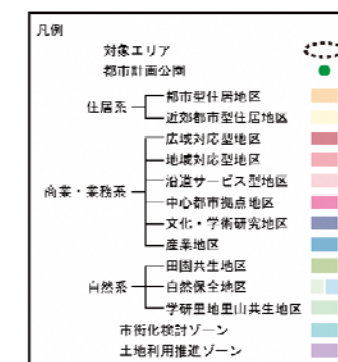 凡例
対象エリア
都市計画公園
住居系
都市型住居地区
近郊都市型住居地区
商業・業務系
広域対応型地区
地域対応型地区
沿道サービス型地区
中心都市拠点地区
文化・学術研究地区
産業地区
自然系
田園共生地区
自然保全地区
学研里地里山共生地区
市街化検討ゾーン
土地利用推進ゾーン